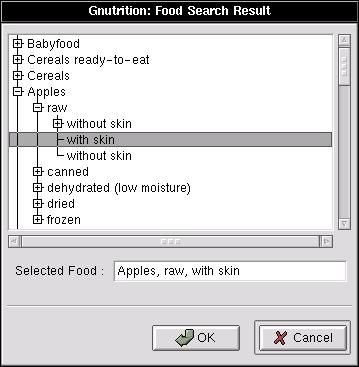 Gnutrition: Food Search Result
Babyfood
Cereals ready-to-eat
Cereals
Apples
raw
without skin
with skin
without skin
canned
dehydrated (low moisture)
dried
frozen
Selected Food : Apples, raw, with skin
OK Cancel